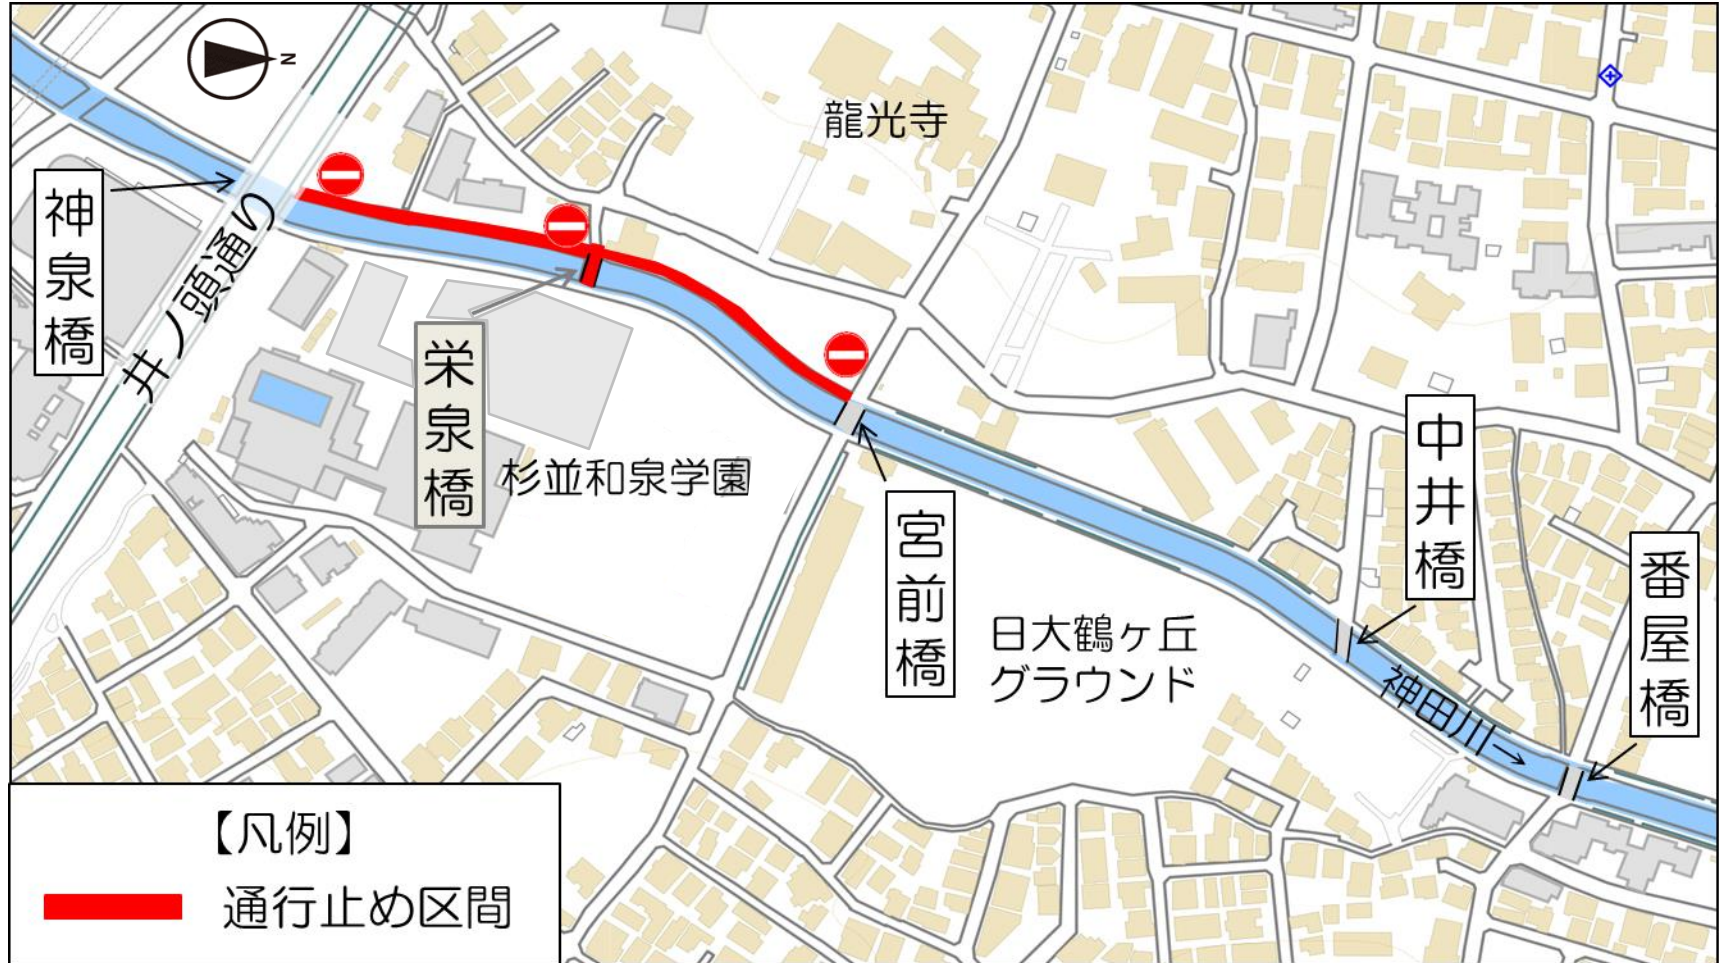 N
龍光寺
神泉橋
井ノ頭通り
栄泉橋
杉並和泉学園
宮前橋
中井橋
番屋橋
日大鶴ヶ丘
グラウンド
神田川→
【凡例】
通行止め区間